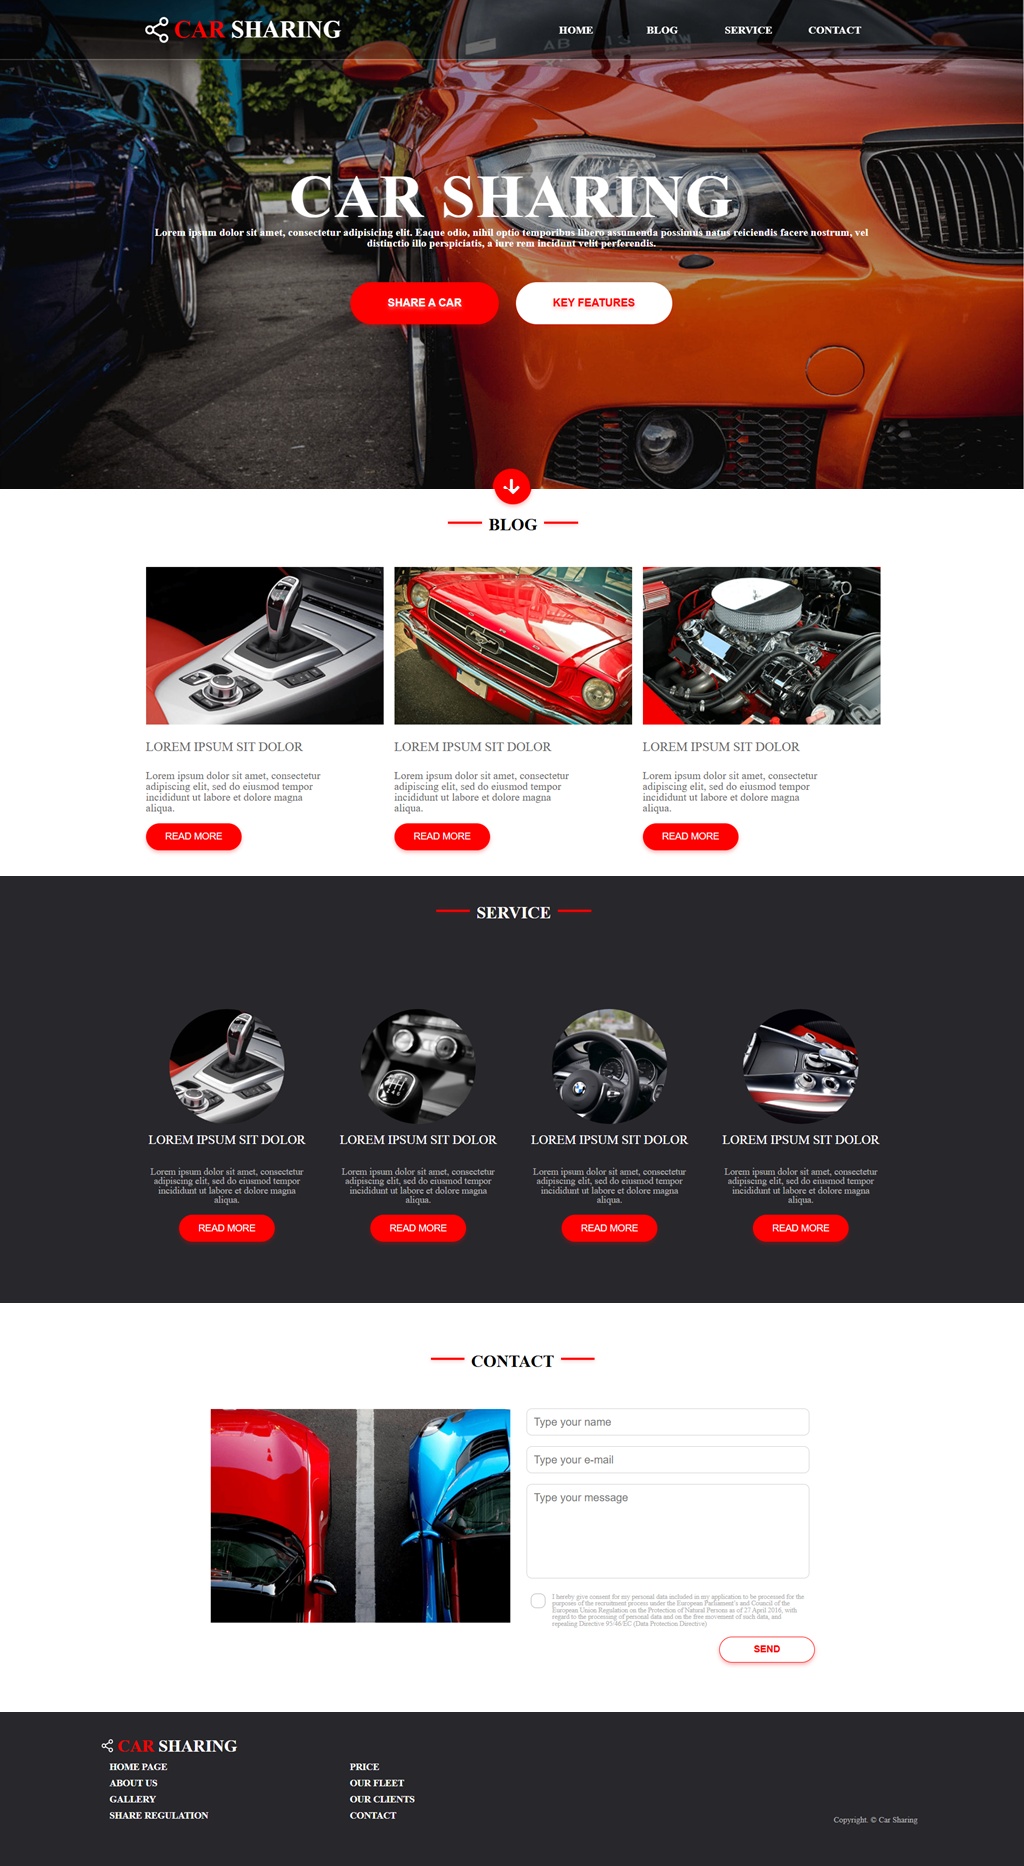 CAR SHARING
HOME BLOG SERVICE CONTACT
CAR SHARING
Lorem ipsum dolor sit amet, consectetur adipisicing elit. Eaque odio, nihil optio temporibus libero assumenda possimus natus reiciendis facere nostrum, vel
distinctio illo perspiciatis, a iure rem incidunt velit perferendis.
SHARE A CAR KEY FEATURES
BLOG
LOREM IPSUM SIT DOLOR
Lorem ipsum dolor sit amet, consectetur
adipiscing elit, sed do eiusmod tempor
incididunt ut labore et dolore magna
aliqua.
READ MORE
LOREM IPSUM SIT DOLOR
Lorem ipsum dolor sit amet, consectetur
adipiscing elit, sed do eiusmod tempor
incididunt ut labore et dolore magna
aliqua.
READ MORE
LOREM IPSUM SIT DOLOR
Lorem ipsum dolor sit amet, consectetur
adipiscing elit, sed do eiusmod tempor
incididunt ut labore et dolore magna
aliqua.
READ MORE
SERVICE
LOREM IPSUM SIT DOLOR
Lorem ipsum dolor sit amet, consectetur
adipiscing elit, sed do eiusmod tempor
incididunt ut labore et dolore magna
aliqua.
READ MORE
LOREM IPSUM SIT DOLOR
Lorem ipsum dolor sit amet, consectetur
adipiscing elit, sed do eiusmod tempor
incididunt ut labore et dolore magna
aliqua.
READ MORE
LOREM IPSUM SIT DOLOR
Lorem ipsum dolor sit amet, consectetur
adipiscing elit, sed do eiusmod tempor
incididunt ut labore et dolore magna
aliqua.
READ MORE
LOREM IPSUM SIT DOLOR
Lorem ipsum dolor sit amet, consectetur
adipiscing elit, sed do eiusmod tempor
incididunt ut labore et dolore magna
aliqua.
READ MORE
CONTACT
Type your name
Type your e-mail
Type your message
I hereby give consent for my personal data included in my application to be processed for the
purposes of the recruitment process under the European Parliament's and Council of the
European Union Regulation on the Protection of Natural Persons as of 27 April 2016, with
regard to the processing of personal data and on the free movement of such data, and
repealing Directive 95/46/EC (Data Protection Directive)
SEND
CAR SHARING
HOME PAGE
ABOUT US
GALLERY
SHARE REGULATION
PRICE
OUR FLEET
OUR CLIENTS
CONTACT
Copyright. © Car Sharing